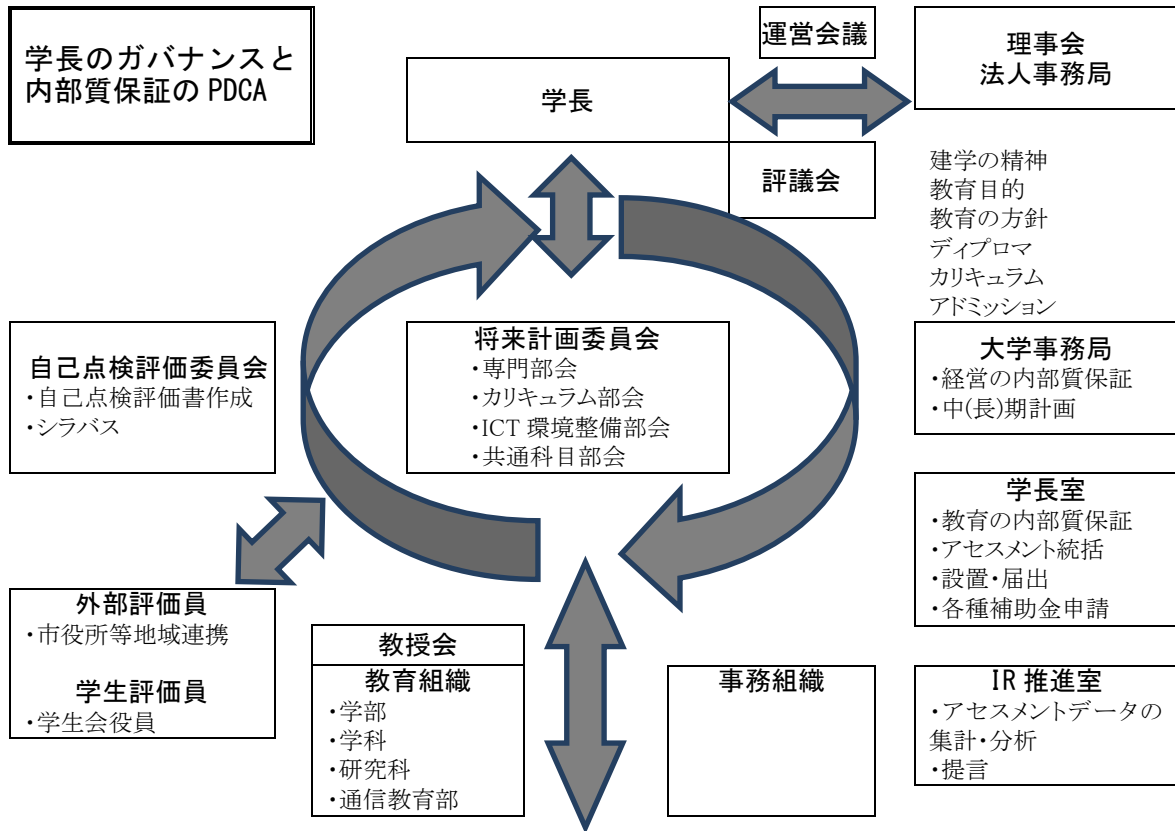 学長のガバナンスと
内部質保証の PDCA
運営会議
学長
評議会
理事会
法人事務局
建学の精神
教育目的
教育の方針
ディプロマ
カリキュラム
アドミッション
自己点検評価委員会
・自己点検評価書作成
・シラバス
将来計画委員会
・専門部会
・カリキュラム部会
・ICT 環境整備部会
・共通科目部会
大学事務局
・経営の内部質保証
・中(長)期計画
学長室
・教育の内部質保証
・アセスメント統括
・設置・届出
・各種補助金申請
外部評価員
・市役所等地域連携
学生評価員
・学生会役員
教授会
教育組織
・学部
・学科
・研究科
・通信教育部
事務組織
IR 推進室
・アセスメントデータの
集計・分析
・提言